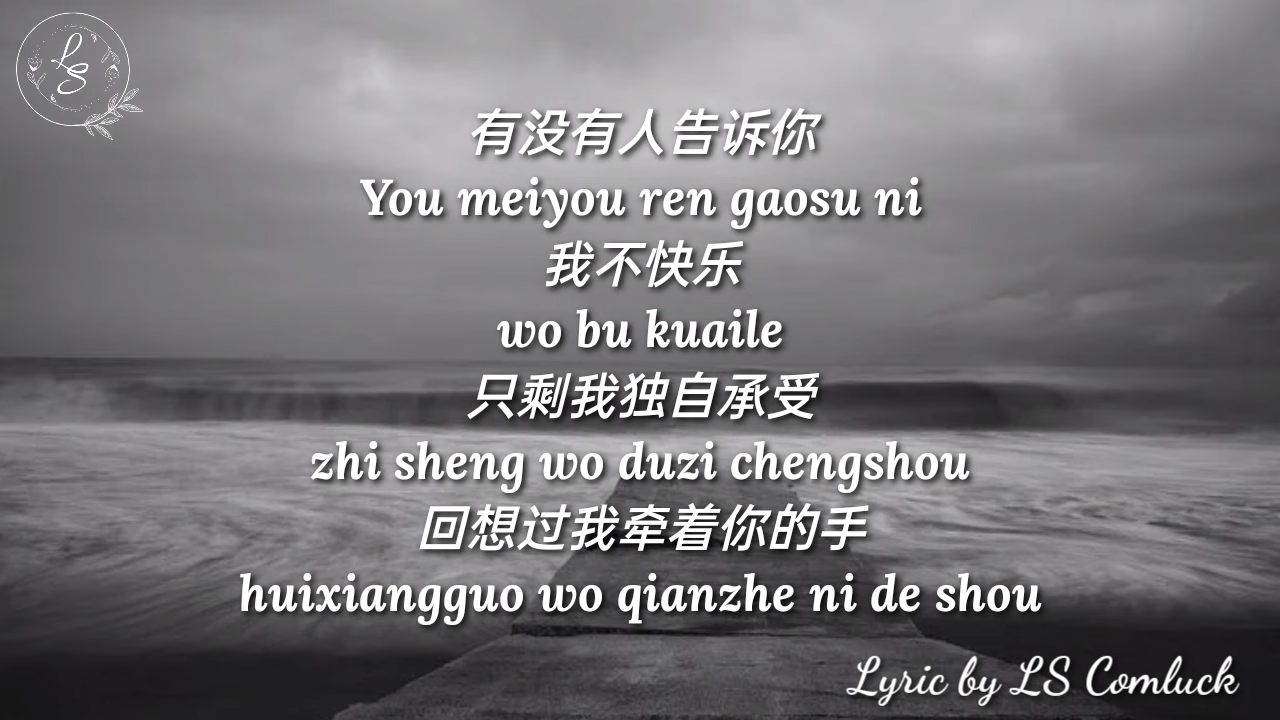 LS
有没有人告诉你
You meiyou ren gaosu ni
我不快乐
wo bu kuaile
只剩我独自承受
zhi sheng wo duzi chengshou
回想过我牵着你的手
huixiangguo wo qianzhe ni de shou
Lyric by LS Comluck